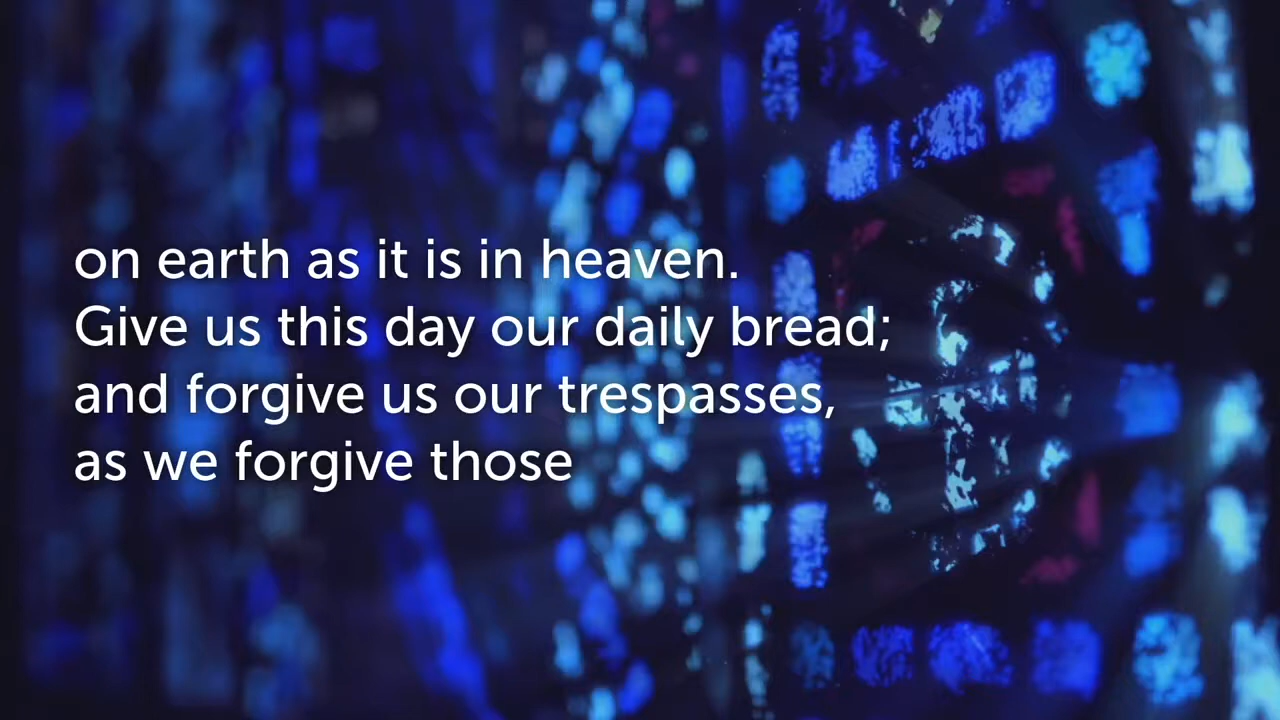 on earth as it is in heaven.
Give us this day our daily bread;
and forgive us our trespasses,
as we forgive those